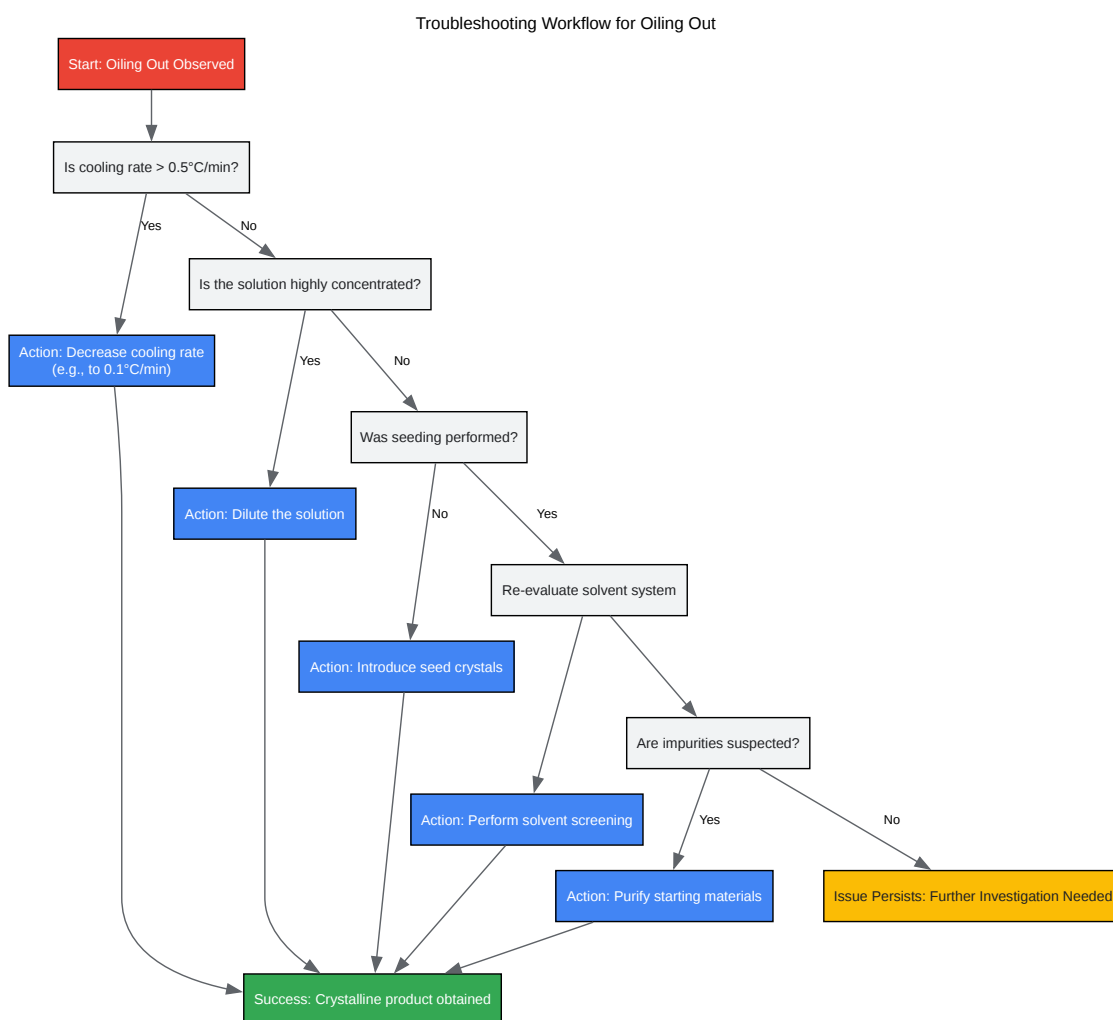 Troubleshooting Workflow for Oiling Out
Start: Oiling Out Observed
Is cooling rate > 0.5°C/min?
Yes
No
Is the solution highly concentrated?
Action: Decrease cooling rate
(e.g., to 0.1°C/min)
Yes
No
Was seeding performed?
Action: Dilute the solution
No
Yes
Re-evaluate solvent system
Action: Introduce seed crystals
Are impurities suspected?
Action: Perform solvent screening
Yes
No
Action: Purify starting materials
Issue Persists: Further Investigation Needed
Success: Crystalline product obtained